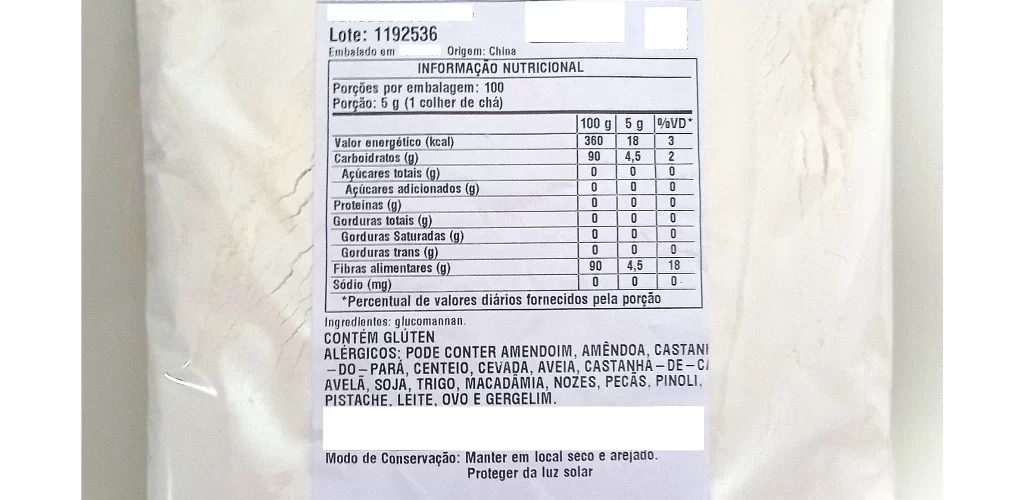 Lote: 1192536
Embalado em
Origem: China
INFORMAÇÃO NUTRICIONAL
Porções por embalagem: 100
Porção: 5 g (1 colher de chá)
100 g 5 g %VD*
Valor energético (kcal) 360 18 3
Carboidratos (g) 90 4,5 2
Açúcares totais (g) 0 0 0
Açúcares adicionados (g) 0 0 0
Proteínas (g) 0 0 0
Gorduras totais (g) 0 0 0
Gorduras Saturadas (g) 0 0 0
Gorduras trans (g) 0 0 0
Fibras alimentares (g) 90 4,5 18
Sódio (mg) 0 0 0
*Percentual de valores diários fornecidos pela porção
Ingredientes: glucomannan.
CONTÉM GLÚTEN
ALÉRGICOS: PODE CONTER AMENDOIM, AMÊNDOA,
-DO-PARÁ, CENTEIO, CEVADA, AVEIA, CASTANHA-DE-
AVELÃ, SOJA, TRIGO, MACADÂMIA, NOZES, PECÃS, PINOLI,
PISTACHE, LEITE, OVO E GERGELIM.
Modo de Conservação: Manter em local seco e arejado.
Proteger da luz solar